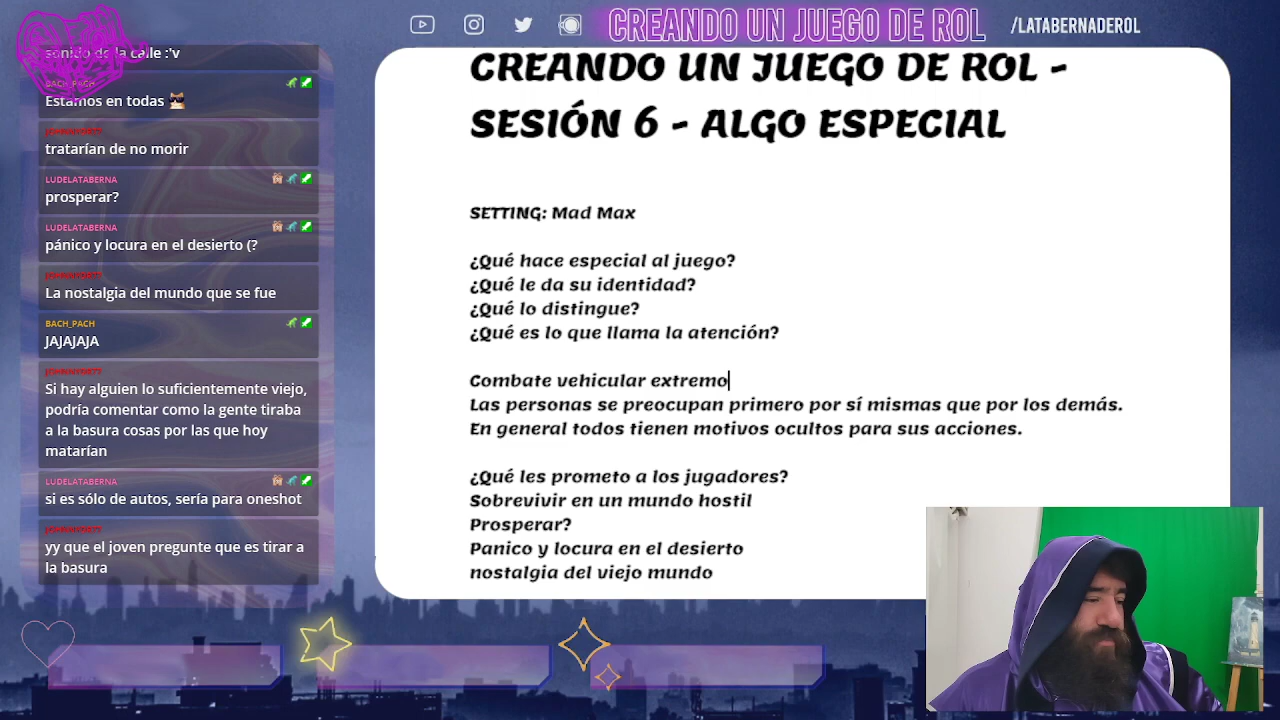 CREANDO UN JUEGO DE ROL
/LATABERNADEROL
sonido de la calle :'v
BACH_PACH
Estamos en todas
tratarían de no morir
LUDELATABERNA
prosperar?
LUDELATABERNA
pánico y locura en el desierto (?
La nostalgia del mundo que se fue
BACH_PACH
JAJAJAJA
Si hay alguien lo suficientemente viejo,
podría comentar como la gente tiraba
a la basura cosas por las que hoy
matarían
LUDELATABERNA
si es sólo de autos, sería para oneshot
yy que el joven pregunte que es tirar a
la basura
CREANDO UN JUEGO DE ROL -
SESIÓN 6 - ALGO ESPECIAL
SETTING: Mad Max
¿Qué hace especial al juego?
¿Qué le da su identidad?
¿Qué lo distingue?
¿Qué es lo que llama la atención?
Combate vehicular extremo
Las personas se preocupan primero por sí mismas que por los demás.
En general todos tienen motivos ocultos para sus acciones.
¿Qué les prometo a los jugadores?
Sobrevivir en un mundo hostil
Prosperar?
Panico y locura en el desierto
nostalgia del viejo mundo